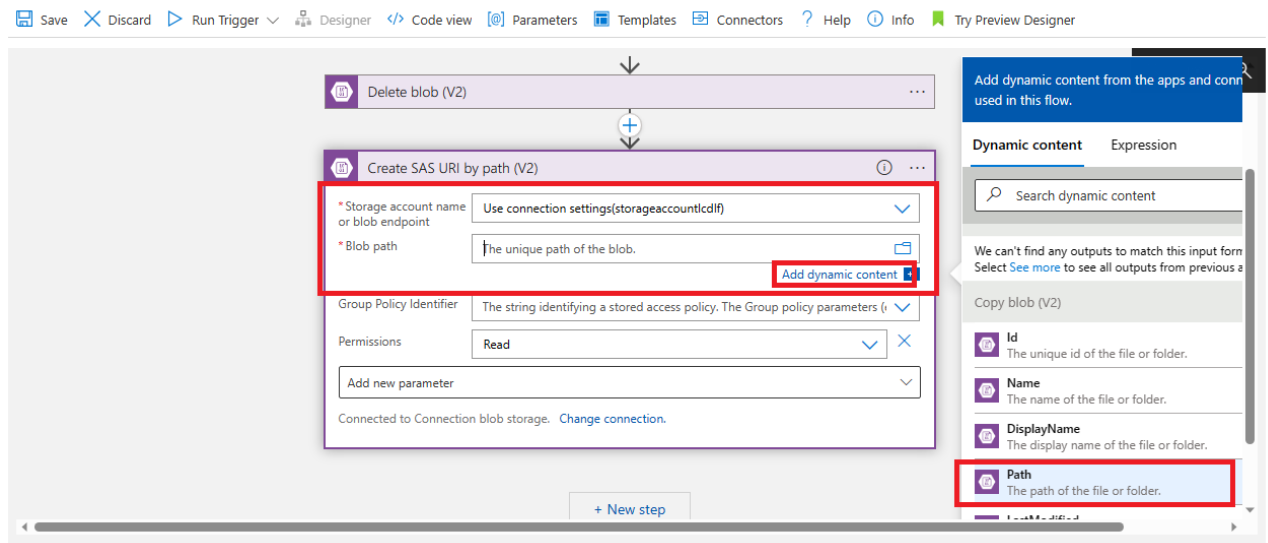 Save Discard Run Trigger Designer Code view Parameters Templates Connectors Help Info Try Preview Designer
Delete blob (V2)
Create SAS URI by path (V2)
*Storage account name
or blob endpoint
Use connection settings(storageaccountlcdlf)
*Blob path
The unique path of the blob.
Add dynamic content
Group Policy Identifier
The string identifying a stored access policy. The Group policy parameters (
Permissions
Read
Add new parameter
Connected to Connection blob storage. Change connection.
+ New step
Add dynamic content from the apps and conn
used in this flow.
Dynamic content Expression
Search dynamic content
We can't find any outputs to match this input form
Select See more to see all outputs from previous a
Copy blob (V2)
Id
The unique id of the file or folder.
Name
The name of the file or folder.
DisplayName
The display name of the file or folder.
Path
The path of the file or folder.
LastModified